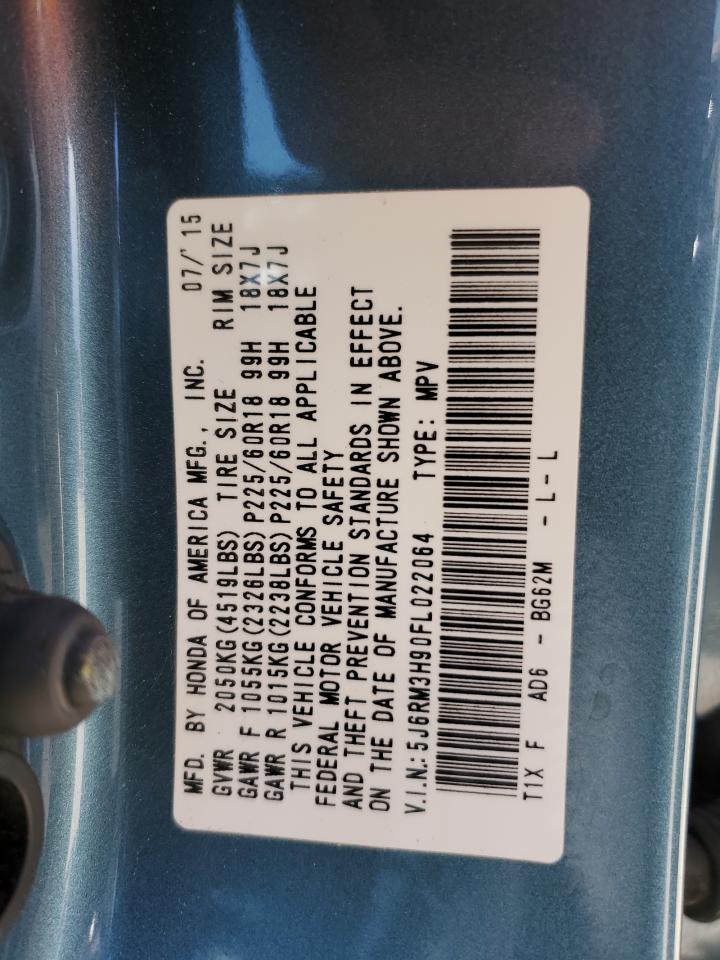 MFD. BY HONDA OF AMERICA MFG., INC. 07/'15
GVWR 2050KG(4519LBS) TIRE SIZE RIM SIZE
GAWR F 1055KG(2326LBS)P225/60R18 99H 18X7J
GAWR R 1015KG(2238LBS)P225/60R18 99H 18X7J
THIS VEHICLE CONFORMS TO ALL APPLICABLE
FEDERAL MOTOR VEHICLE SAFETY
AND THEFT PREVENTION STANDARDS IN EFFECT
ON THE DATE OF MANUFACTURE SHOWN ABOVE.
V.I.N.:5J6RM3H90FL022064 TYPE: MPV
T1X F AD6 - BG62M - L- L